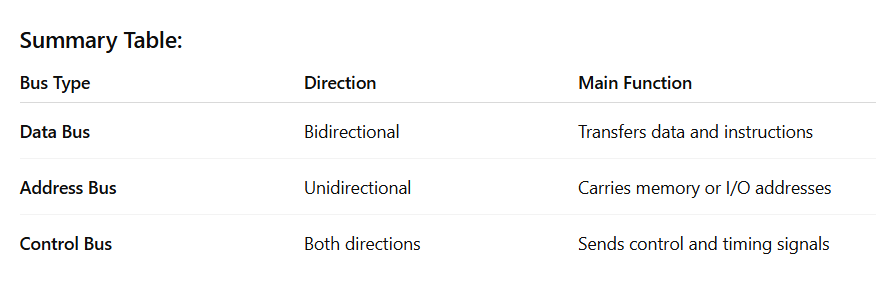 Summary Table:
Bus Type Direction Main Function
Data Bus Bidirectional Transfers data and instructions
Address Bus Unidirectional Carries memory or I/O addresses
Control Bus Both directions Sends control and timing signals